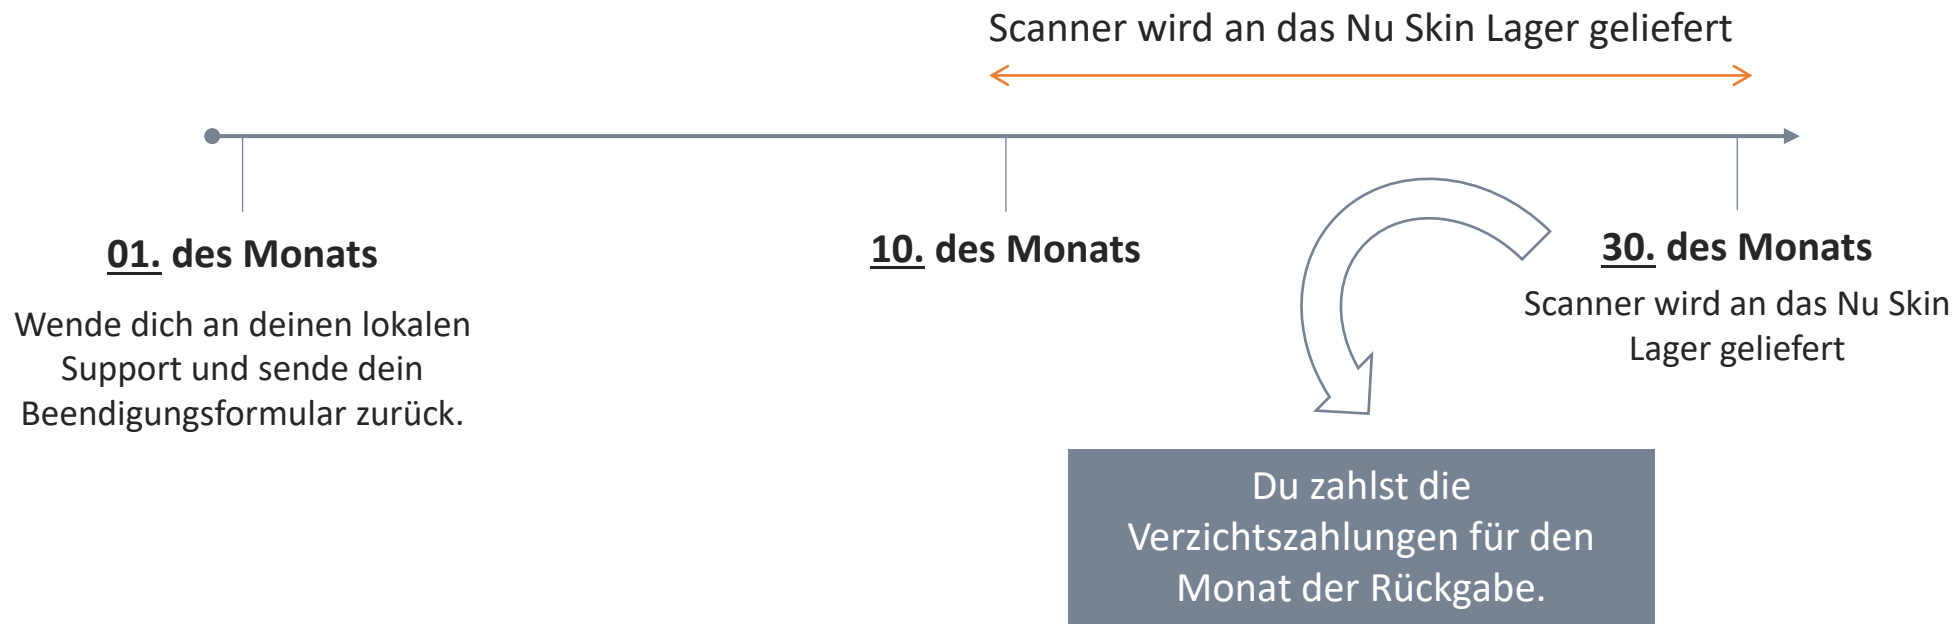 Scanner wird an das Nu Skin Lager geliefert
01. des Monats
Wende dich an deinen lokalen
Support und sende dein
Beendigungsformular zurück.
10. des Monats
30. des Monats
Scanner wird an das Nu Skin
Lager geliefert
Du zahlst die
Verzichtszahlungen für den
Monat der Rückgabe.